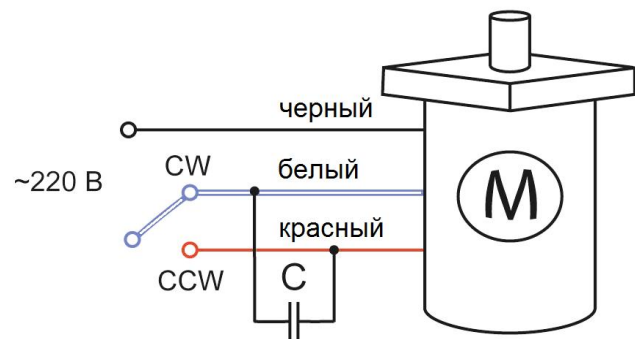 черный
~220 В
CW
белый
красный
CCW
C
M